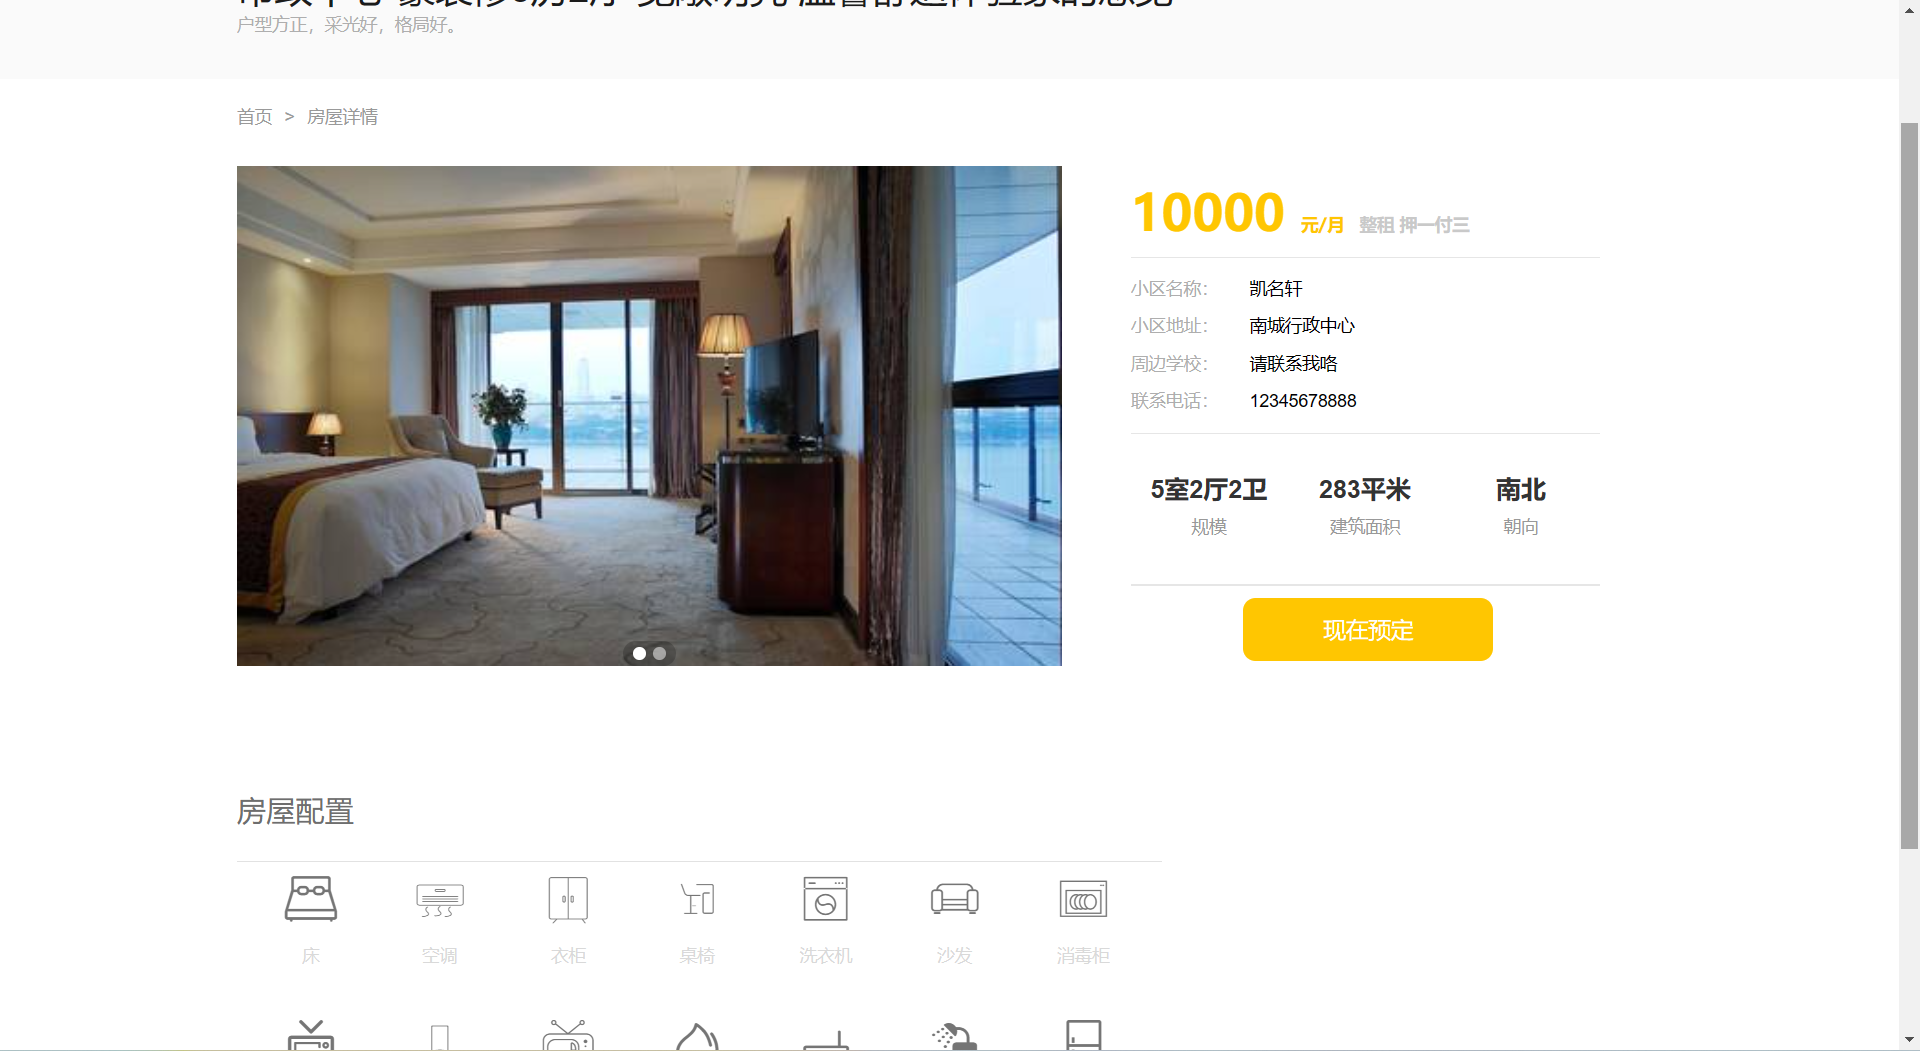 户型方正，采光好，格局好。
首页 > 房屋详情
10000 元/月 整租 押一付三
小区名称： 凯名轩
小区地址： 南城行政中心
周边学校： 请联系我咯
联系电话： 12345678888
5室2厅2卫 283平米 南北
规模 建筑面积 朝向
现在预定
房屋配置
床 空调 衣柜 桌椅 洗衣机 沙发 消毒柜